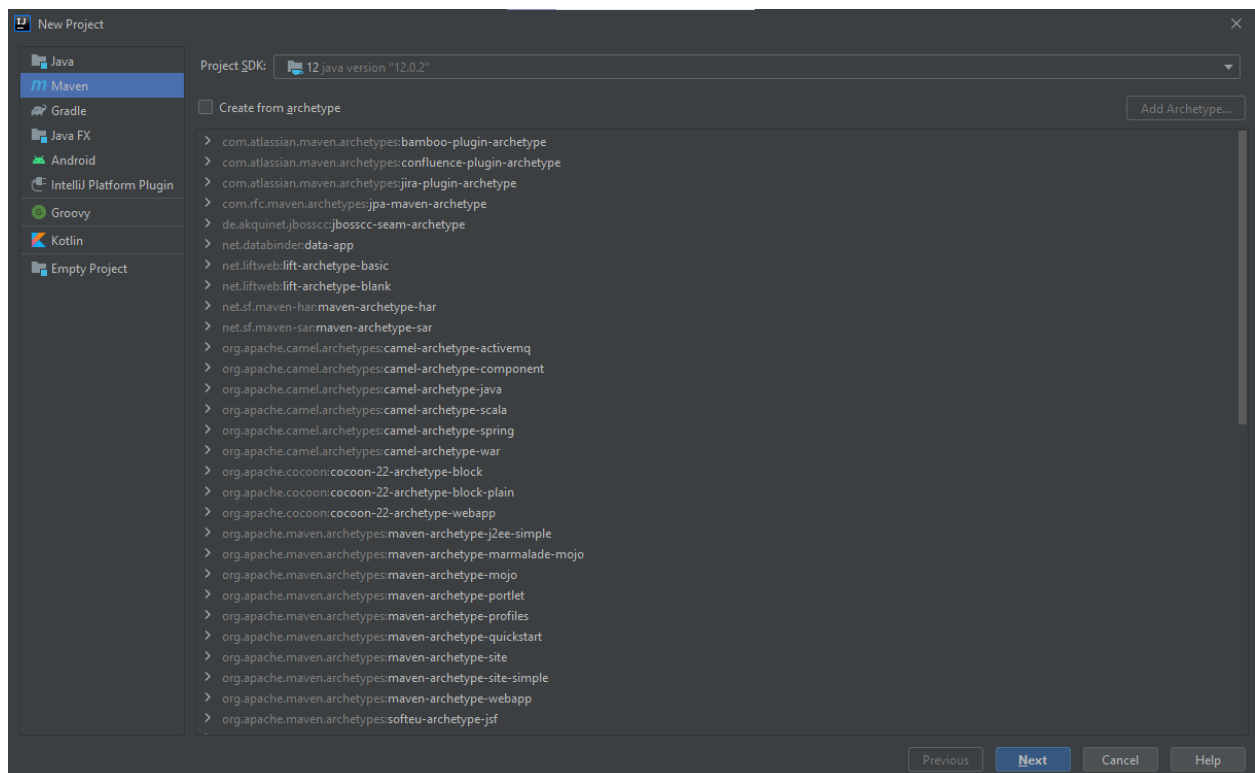 New Project
Java
Maven
Gradle
Java FX
Android
IntelliJ Platform Plugin
Groovy
Kotlin
Empty Project
Project SDK: 12 java version "12.0.2"
Create from archetype
Add Archetype...
com.atlassian.maven.archetypes:bamboo-plugin-archetype
com.atlassian.maven.archetypes:confluence-plugin-archetype
com.atlassian.maven.archetypes:jira-plugin-archetype
com.rfc.maven.archetypes:jpa-maven-archetype
de.akquinet.jbosscc:jbosscc-seam-archetype
net.databinder:data-app
net.liftweb:lift-archetype-basic
net.liftweb:lift-archetype-blank
net.sf.maven-har:maven-archetype-har
net.sf.maven-sar:maven-archetype-sar
org.apache.camel.archetypes:camel-archetype-activemq
org.apache.camel.archetypes:camel-archetype-component
org.apache.camel.archetypes:camel-archetype-java
org.apache.camel.archetypes:camel-archetype-scala
org.apache.camel.archetypes:camel-archetype-spring
org.apache.camel.archetypes:camel-archetype-war
org.apache.cocoon:cocoon-22-archetype-block
org.apache.cocoon:cocoon-22-archetype-block-plain
org.apache.cocoon:cocoon-22-archetype-webapp
org.apache.maven.archetypes:maven-archetype-j2ee-simple
org.apache.maven.archetypes:maven-archetype-marmalade-mojo
org.apache.maven.archetypes:maven-archetype-mojo
org.apache.maven.archetypes:maven-archetype-portlet
org.apache.maven.archetypes:maven-archetype-profiles
org.apache.maven.archetypes:maven-archetype-quickstart
org.apache.maven.archetypes:maven-archetype-site
org.apache.maven.archetypes:maven-archetype-site-simple
org.apache.maven.archetypes:maven-archetype-webapp
org.apache.maven.archetypes:softeu-archetype-jsf
Previous
Next
Cancel
Help